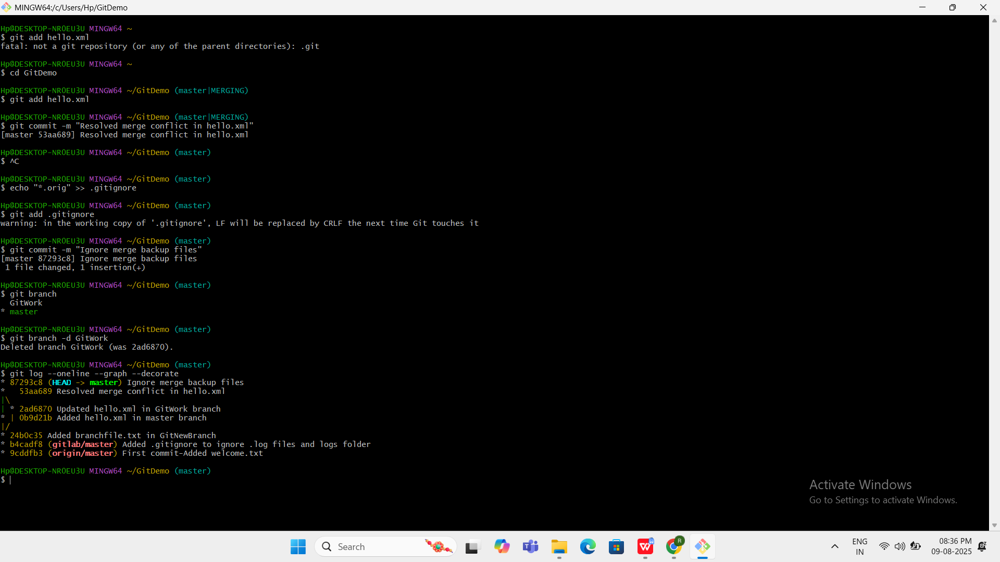 MINGW64:/c/Users/Hp/GitDemo
Hp@DESKTOP-NROEU3U MINGW64 ~
$ git add hello.xml
fatal: not a git repository (or any of the parent directories): .git
Hp@DESKTOP-NROEU3U MINGW64 ~
$ cd GitDemo
Hp@DESKTOP-NROEU3U MINGW64 ~/GitDemo (master|MERGING)
$ git add hello.xml
Hp@DESKTOP-NROEU3U MINGW64 ~/GitDemo (master|MERGING)
$ git commit -m "Resolved merge conflict in hello.xml"
[master 53aa689] Resolved merge conflict in hello.xml
Hp@DESKTOP-NROEU3U MINGW64 ~/GitDemo (master)
$ ^C
Hp@DESKTOP-NROEU3U MINGW64 ~/GitDemo (master)
$ echo "*.orig" >> .gitignore
Hp@DESKTOP-NROEU3U MINGW64 ~/GitDemo (master)
$ git add .gitignore
warning: in the working copy of '.gitignore', LF will be replaced by CRLF the next time Git touches it
Hp@DESKTOP-NROEU3U MINGW64 ~/GitDemo (master)
$ git commit -m "Ignore merge backup files"
[master 87293c8] Ignore merge backup files
 1 file changed, 1 insertion(+)
Hp@DESKTOP-NROEU3U MINGW64 ~/GitDemo (master)
$ git branch
  GitWork
* master
Hp@DESKTOP-NROEU3U MINGW64 ~/GitDemo (master)
$ git branch -d GitWork
Deleted branch GitWork (was 2ad6870).
Hp@DESKTOP-NROEU3U MINGW64 ~/GitDemo (master)
$ git log --oneline --graph --decorate
* 87293c8 (HEAD -> master) Ignore merge backup files
*   53aa689 Resolved merge conflict in hello.xml
|\
| * 2ad6870 Updated hello.xml in GitWork branch
* | 0b9d21b Added hello.xml in master branch
|/
* 24b0c35 Added branchfile.txt in GitNewBranch
* b4cadf8 (gitlab/master) Added .gitignore to ignore .log files and logs folder
* 9cddfb3 (origin/master) First commit-Added welcome.txt
Hp@DESKTOP-NROEU3U MINGW64 ~/GitDemo (master)
$
Activate Windows
Go to Settings to activate Windows.
Search
R
ENG
IN
08:36 PM
09-08-2025